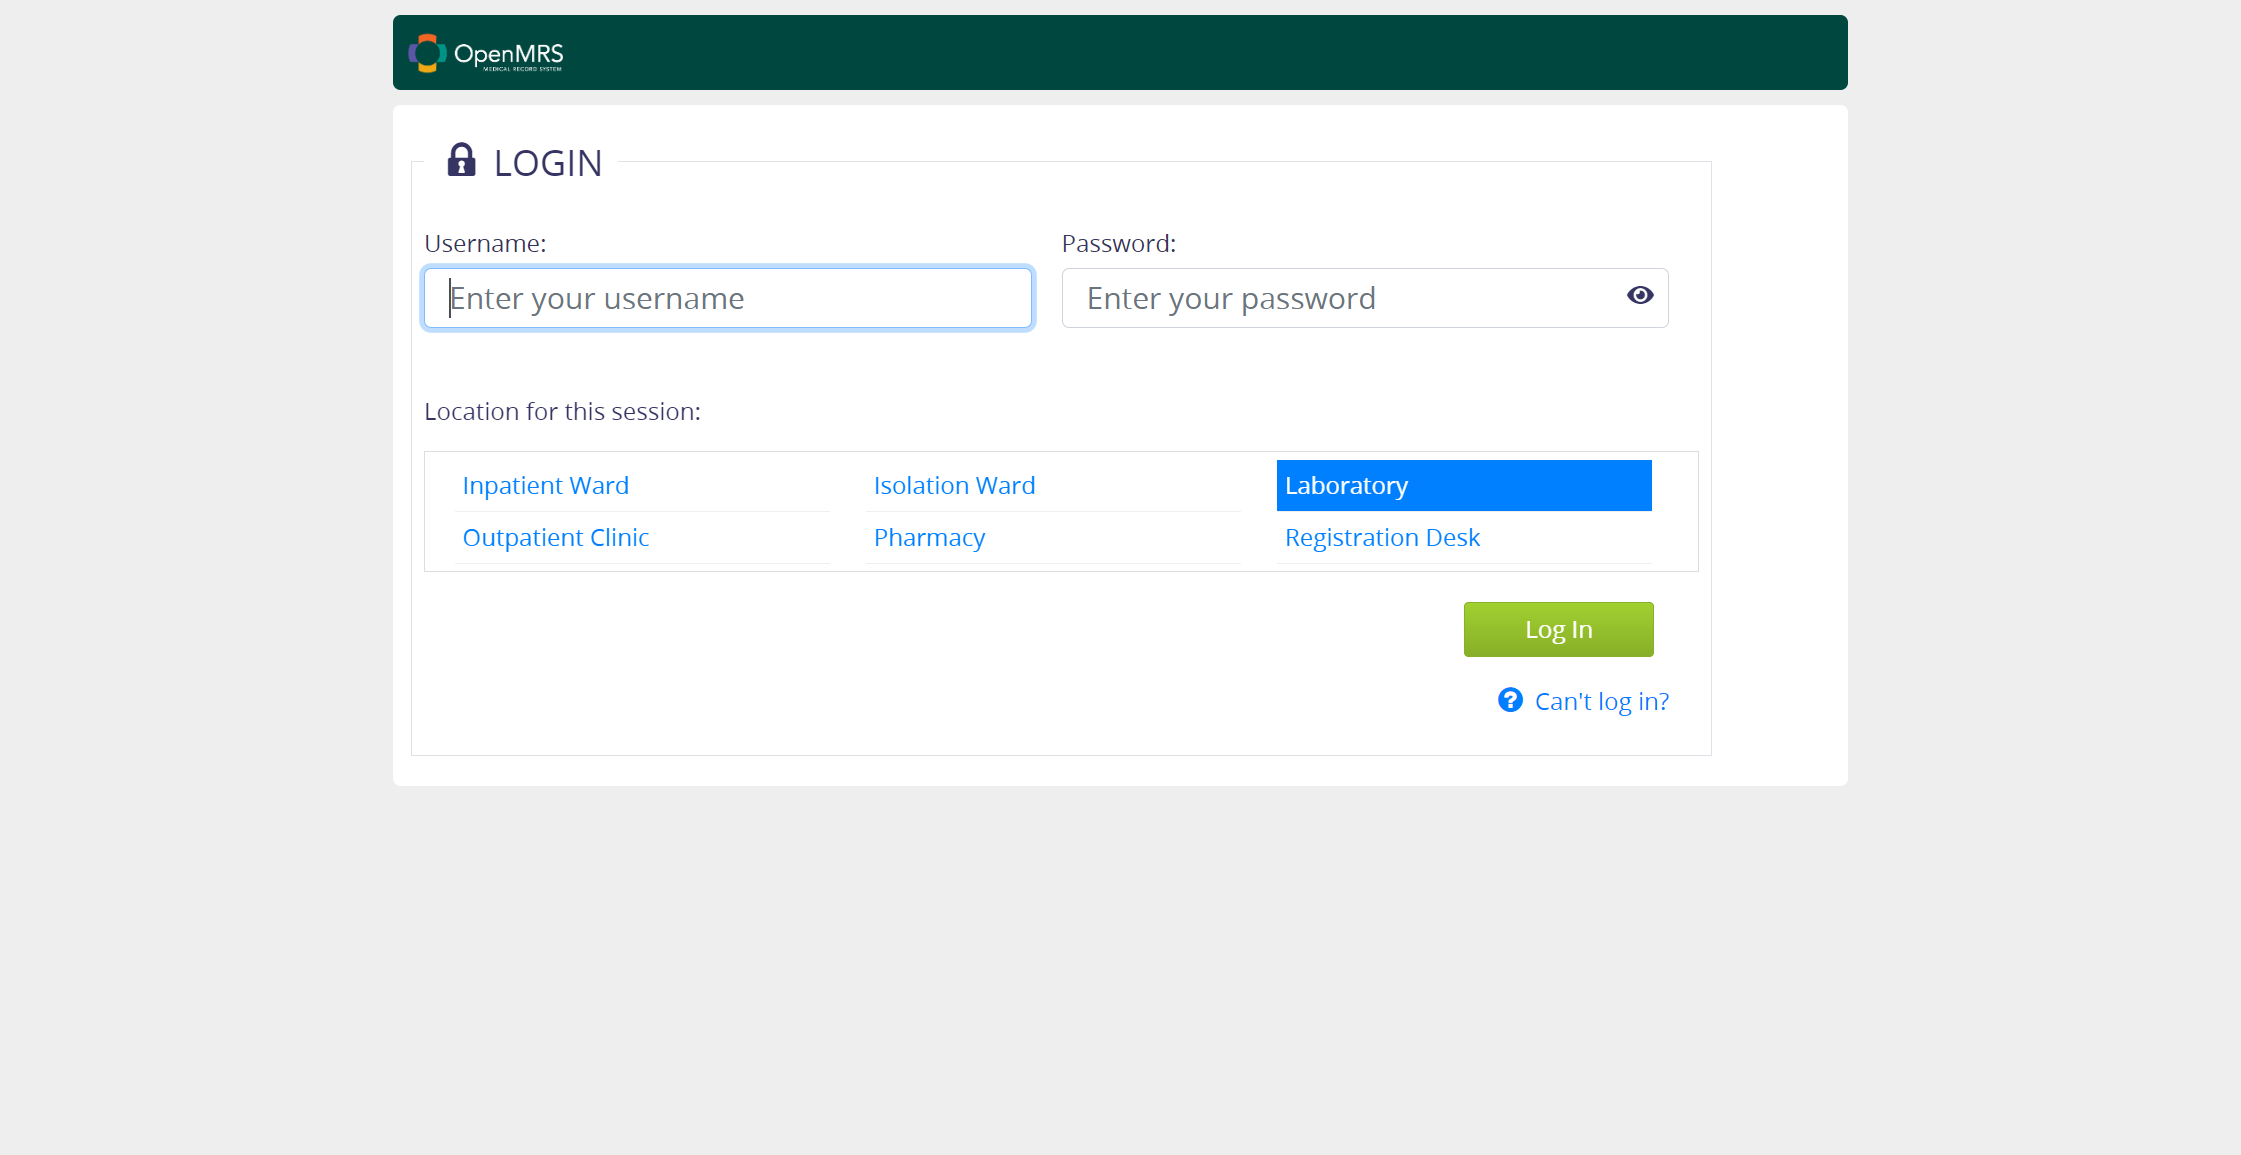 OpenMRS
MEDICAL RECORD SYSTEM
LOGIN
Username: Password:
Enter your username Enter your password
Location for this session:
Inpatient Ward Isolation Ward Laboratory
Outpatient Clinic Pharmacy Registration Desk
Log In
Can't log in?